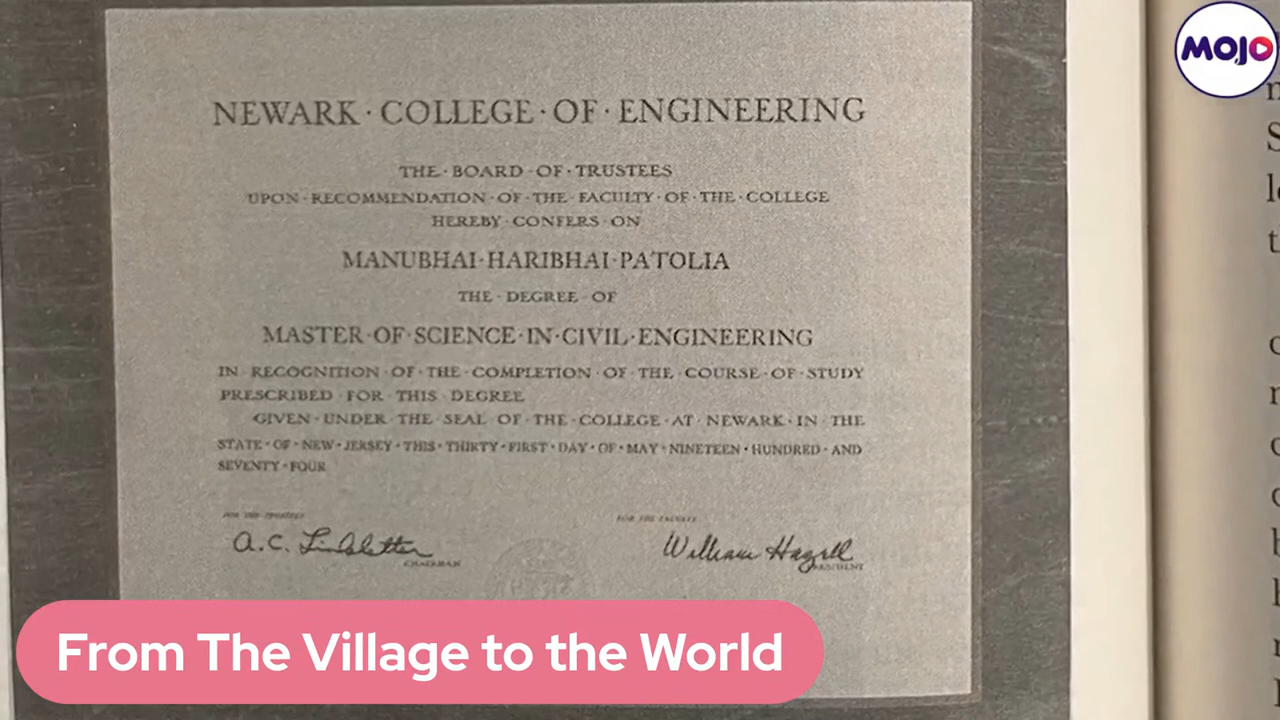 MOJO
NEWARK·COLLEGE·OF·ENGINEERING
THE·BOARD·OF·TRUSTEES
UPON·RECOMMENDATION·OF·THE·FACULTY·OF·THE·COLLEGE
HEREBY·CONFERS·ON
MANUBHAI·HARIBHAI·PATOLIA
THE·DEGREE·OF
MASTER·OF·SCIENCE·IN·CIVIL·ENGINEERING
IN·RECOGNITION·OF·THE·COMPLETION·OF·THE·COURSE·OF·STUDY
PRESCRIBED·FOR·THIS·DEGREE
GIVEN·UNDER·THE·SEAL·OF·THE·COLLEGE·AT·NEWARK·IN·THE
STATE·OF·NEW·JERSEY·THIS·THIRTY·FIRST·DAY·OF·MAY·NINETEEN·HUNDRED·AND
SEVENTY·FOUR
FOR THE TRUSTEES
FOR THE FACULTY
A.C.
William Hazell
CHAIRMAN
PRESIDENT
From The Village to the World